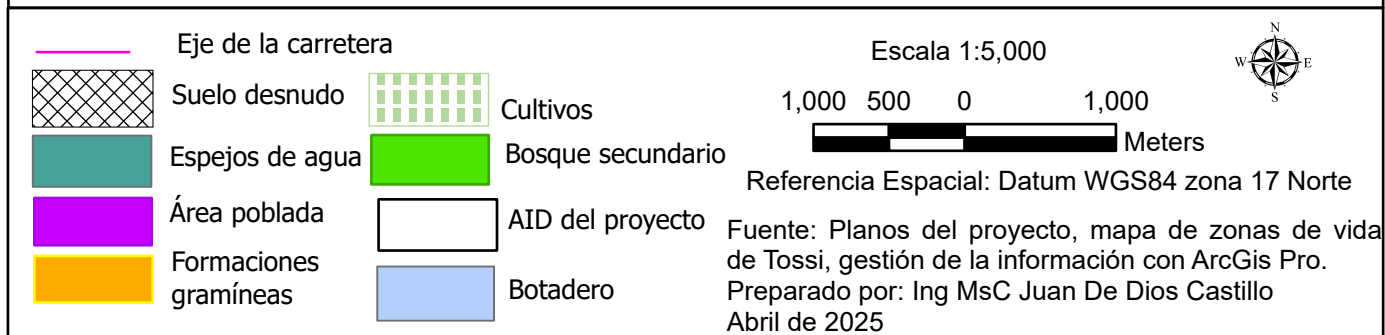 Eje de la carretera
Suelo desnudo
Espejos de agua
Área poblada
Formaciones
gramíneas
Cultivos
Bosque secundario
AID del proyecto
Botadero
Escala 1:5,000
N
W E
S
1,000 500 0 1,000
Meters
Referencia Espacial: Datum WGS84 zona 17 Norte
Fuente: Planos del proyecto, mapa de zonas de vida
de Tossi, gestión de la información con ArcGis Pro.
Preparado por: Ing MsC Juan De Dios Castillo
Abril de 2025